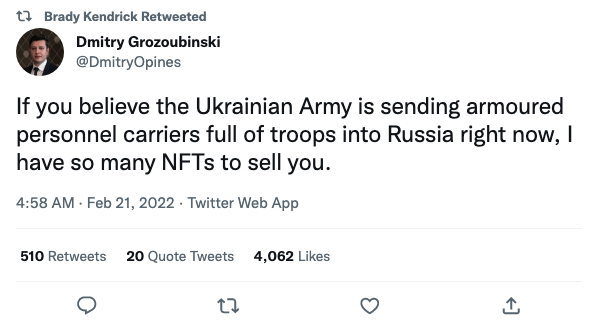 Brady Kendrick Retweeted
Dmitry Grozoubinski
@DmitryOpines
If you believe the Ukrainian Army is sending armoured
personnel carriers full of troops into Russia right now, I
have so many NFTs to sell you.
4:58 AM · Feb 21, 2022 · Twitter Web App
510 Retweets 20 Quote Tweets 4,062 Likes